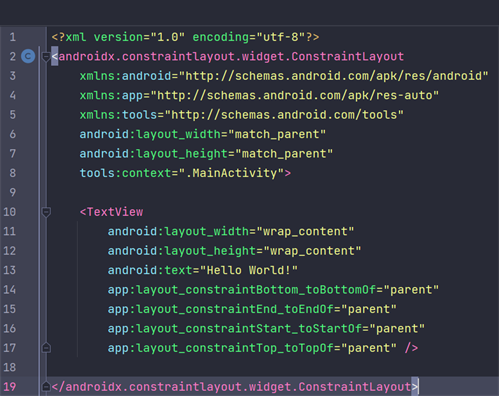 1 <?xml version="1.0" encoding="utf-8"?>
2 <androidx.constraintlayout.widget.ConstraintLayout
3     xmlns:android="http://schemas.android.com/apk/res/android"
4     xmlns:app="http://schemas.android.com/apk/res-auto"
5     xmlns:tools="http://schemas.android.com/tools"
6     android:layout_width="match_parent"
7     android:layout_height="match_parent"
8     tools:context=".MainActivity">
9
10     <TextView
11         android:layout_width="wrap_content"
12         android:layout_height="wrap_content"
13         android:text="Hello World!"
14         app:layout_constraintBottom_toBottomOf="parent"
15         app:layout_constraintEnd_toEndOf="parent"
16         app:layout_constraintStart_toStartOf="parent"
17         app:layout_constraintTop_toTopOf="parent" />
18
19 </androidx.constraintlayout.widget.ConstraintLayout>